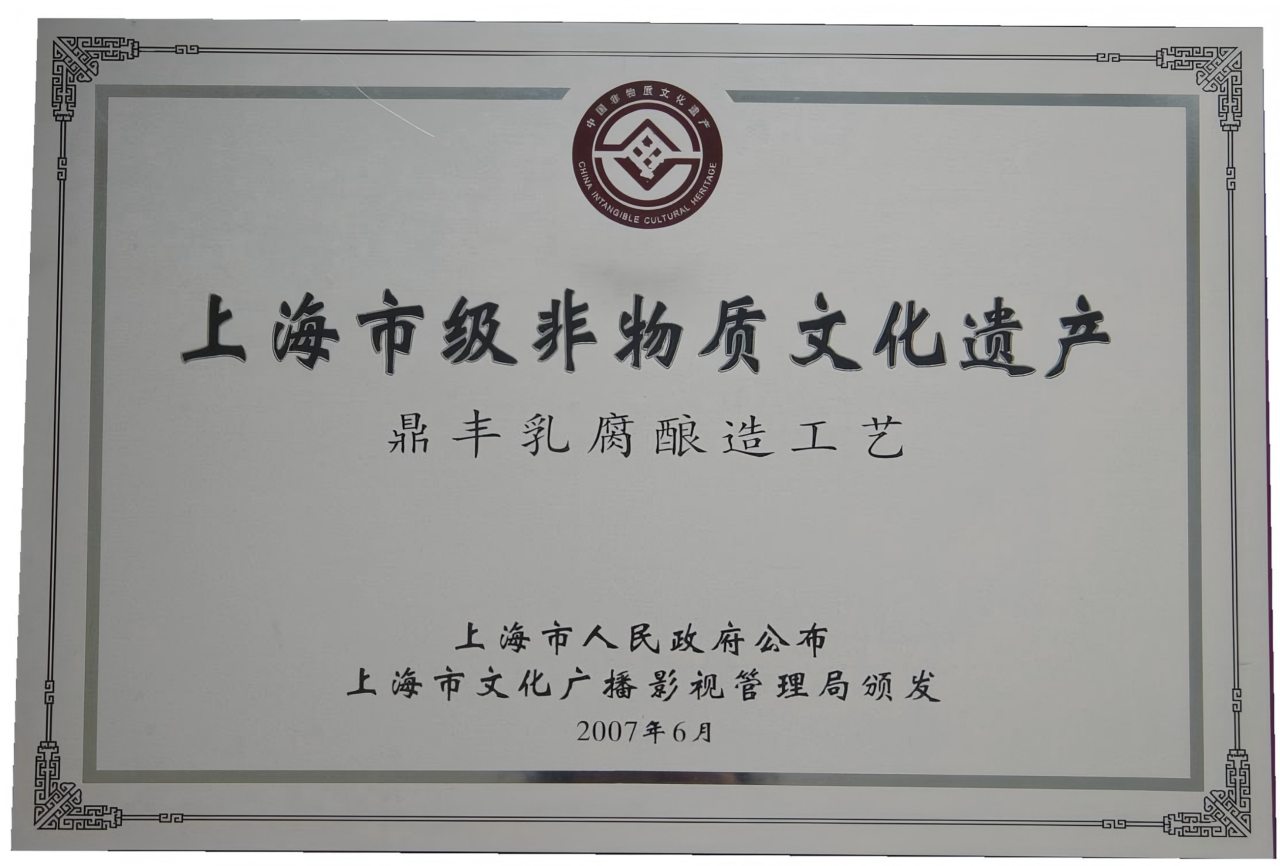 中国非物质文化遗产
CHINA INTANGIBLE CULTURAL HERITAGE
上海市级非物质文化遗产
鼎丰乳腐酿造工艺
上海市人民政府公布
上海市文化广播影视管理局颁发
2007年6月